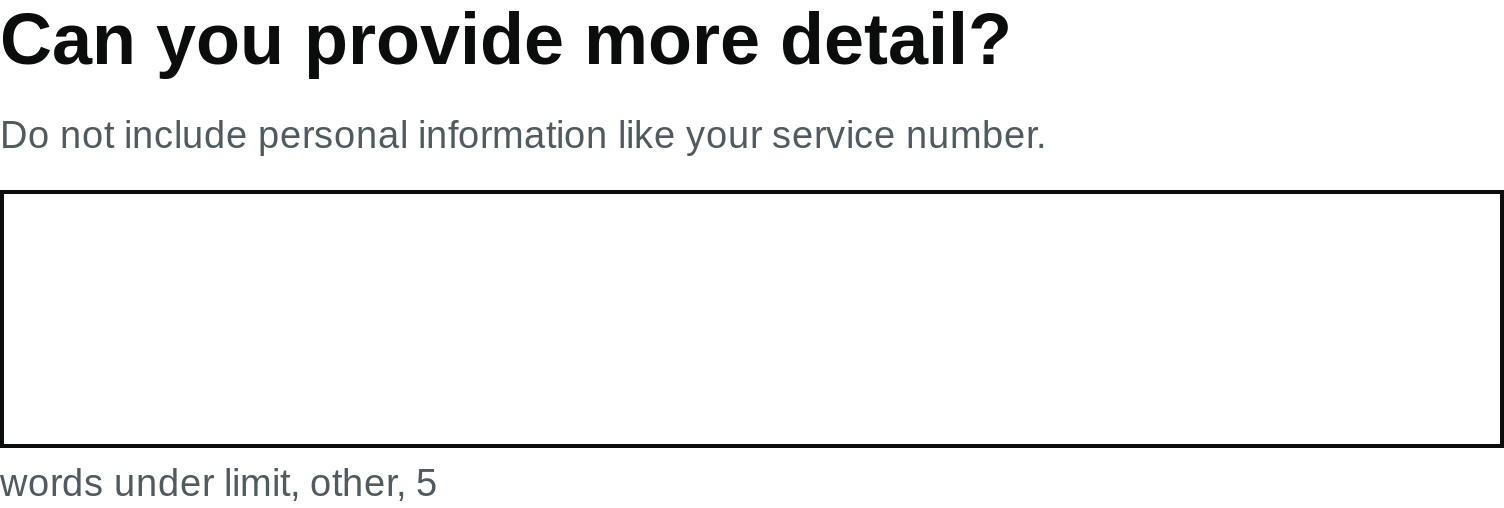 Can you provide more detail?
Do not include personal information like your service number.
words under limit, other, 5